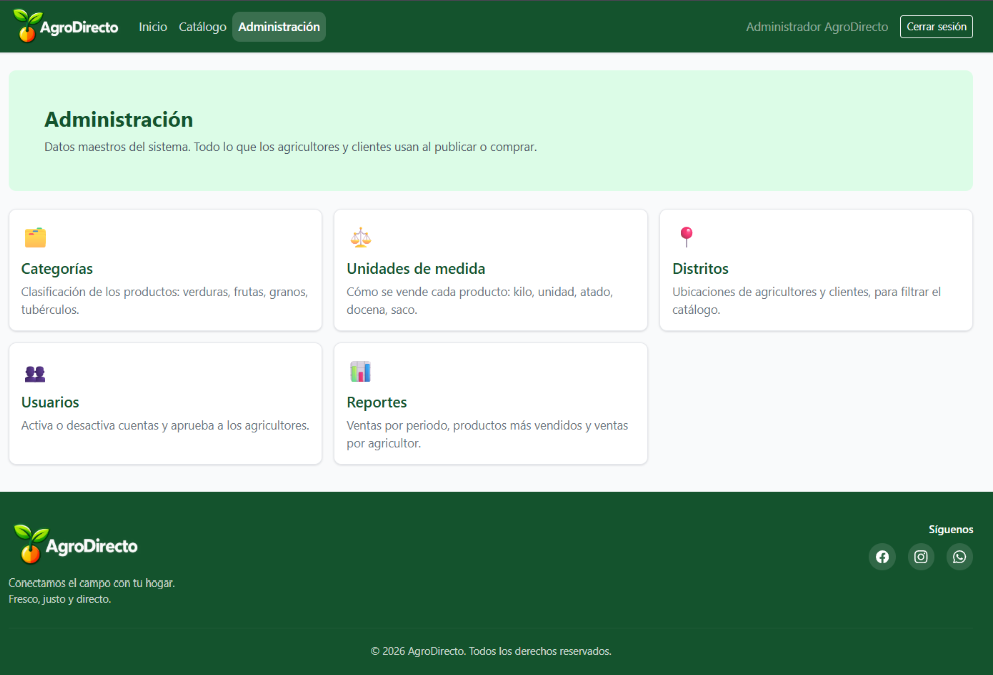 AgroDirecto Inicio Catálogo Administración Administrador AgroDirecto Cerrar sesión
Administración
Datos maestros del sistema. Todo lo que los agricultores y clientes usan al publicar o comprar.
Categorías
Clasificación de los productos: verduras, frutas, granos,
tubérculos.
Unidades de medida
Cómo se vende cada producto: kilo, unidad, atado,
docena, saco.
Distritos
Ubicaciones de agricultores y clientes, para filtrar el
catálogo.
Usuarios
Activa o desactiva cuentas y aprueba a los agricultores.
Reportes
Ventas por periodo, productos más vendidos y ventas
por agricultor.
AgroDirecto
Conectamos el campo con tu hogar.
Fresco, justo y directo.
Síguenos
© 2026 AgroDirecto. Todos los derechos reservados.